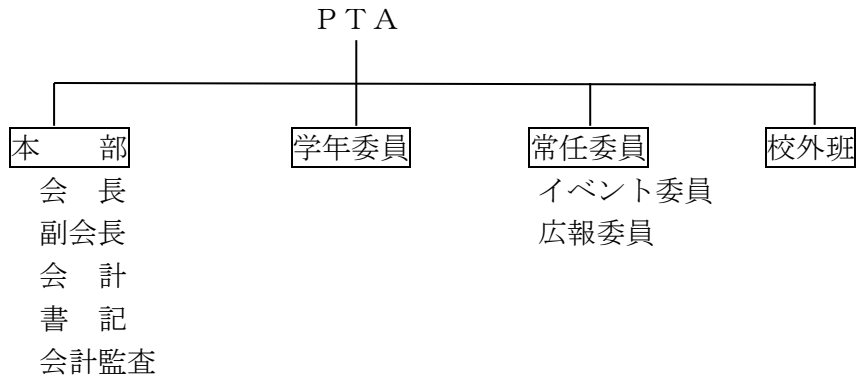 ＰＴＡ
本　　部　学年委員　常任委員　校外班
会　長　イベント委員
副会長　広報委員
会　計
書　記
会計監査